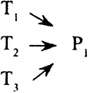 T₁
T₂ → P₁
T₃